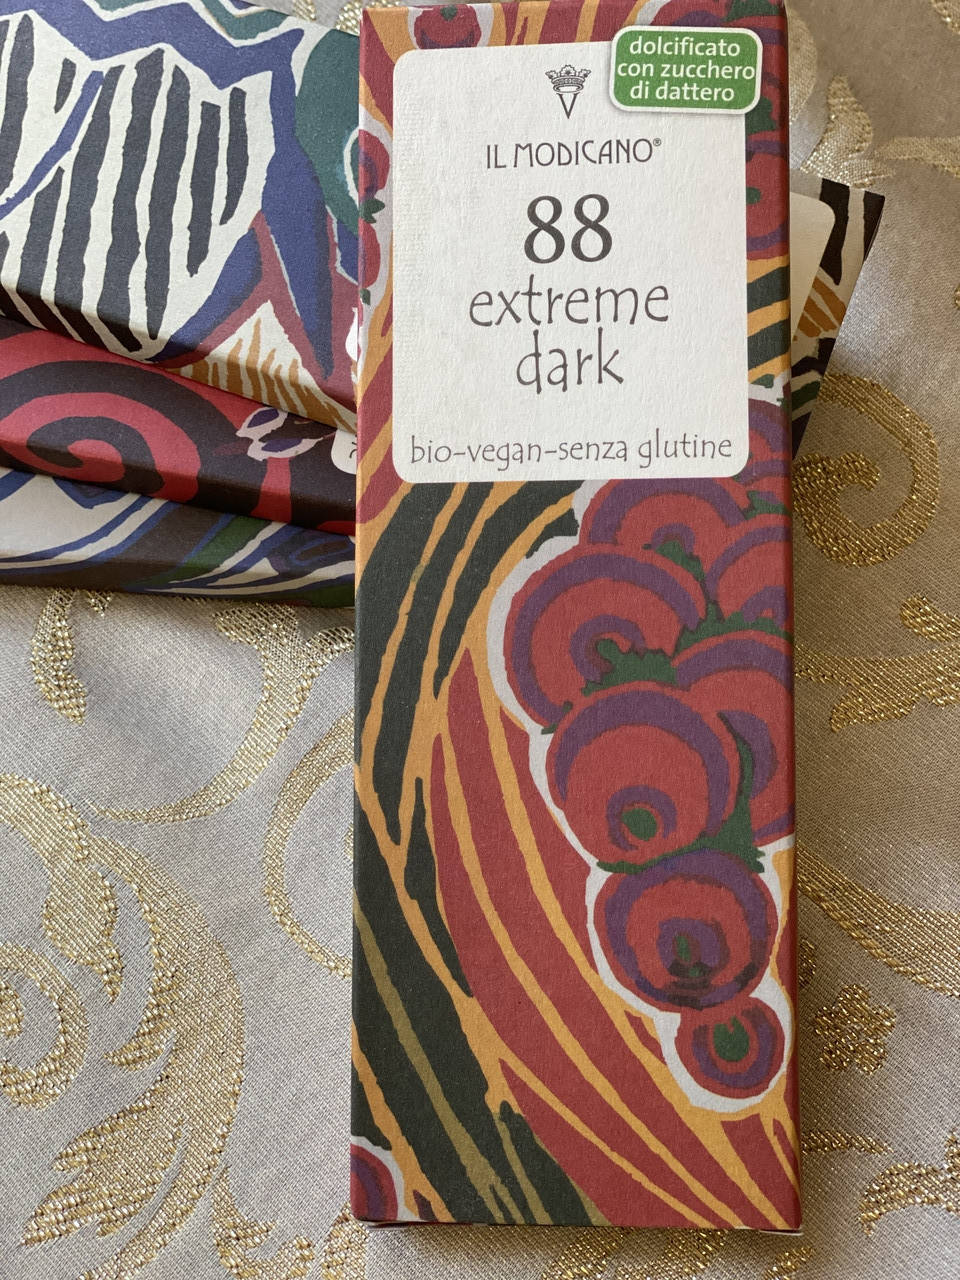 dolcificato
con zucchero
di dattero
IL MODICANO®
88
extreme
dark
bio-vegan-senza glutine